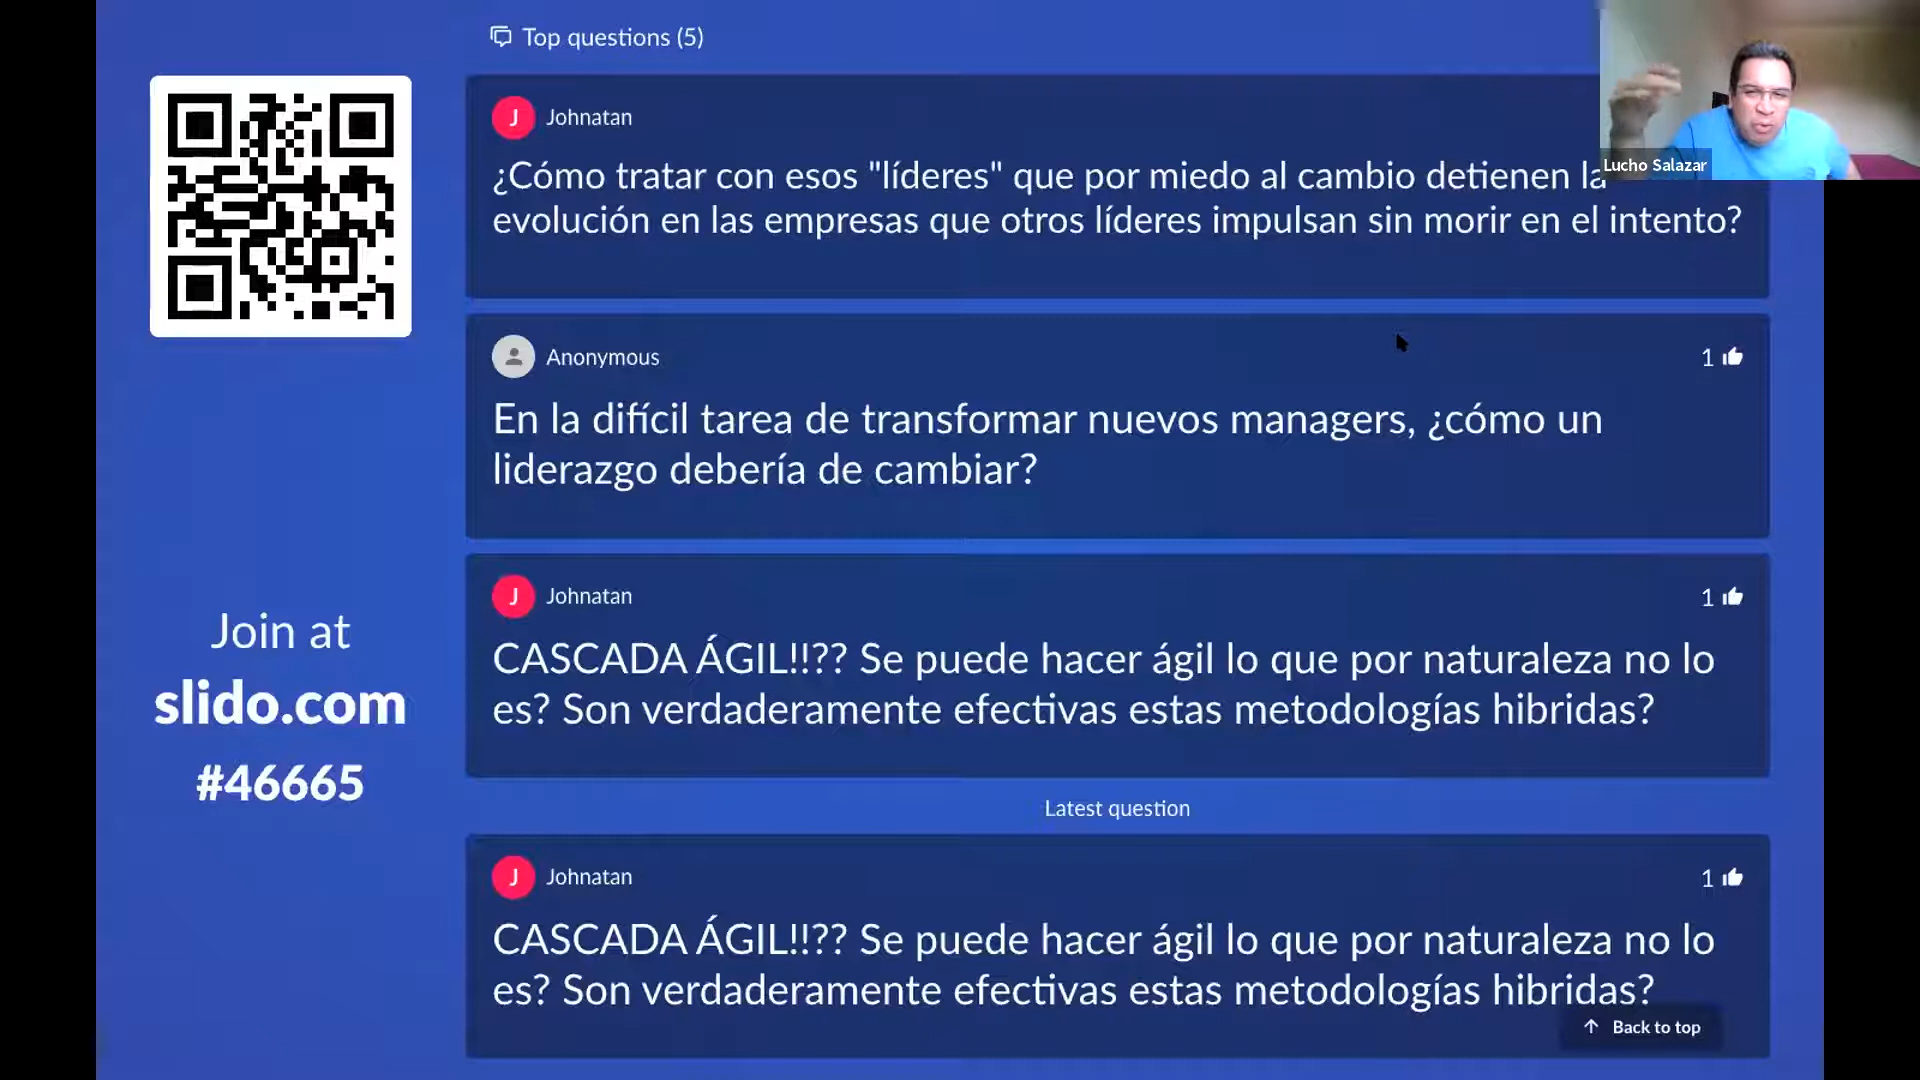 Top questions (5)
J Johnatan
¿Cómo tratar con esos "líderes" que por miedo al cambio detienen la
evolución en las empresas que otros líderes impulsan sin morir en el intento?
Lucho Salazar
Anonymous
1
En la difícil tarea de transformar nuevos managers, ¿cómo un
liderazgo debería de cambiar?
J Johnatan
1
CASCADA ÁGIL!!?? Se puede hacer ágil lo que por naturaleza no lo
es? Son verdaderamente efectivas estas metodologías hibridas?
Join at
slido.com
#46665
Latest question
J Johnatan
1
CASCADA ÁGIL!!?? Se puede hacer ágil lo que por naturaleza no lo
es? Son verdaderamente efectivas estas metodologías hibridas?
Back to top